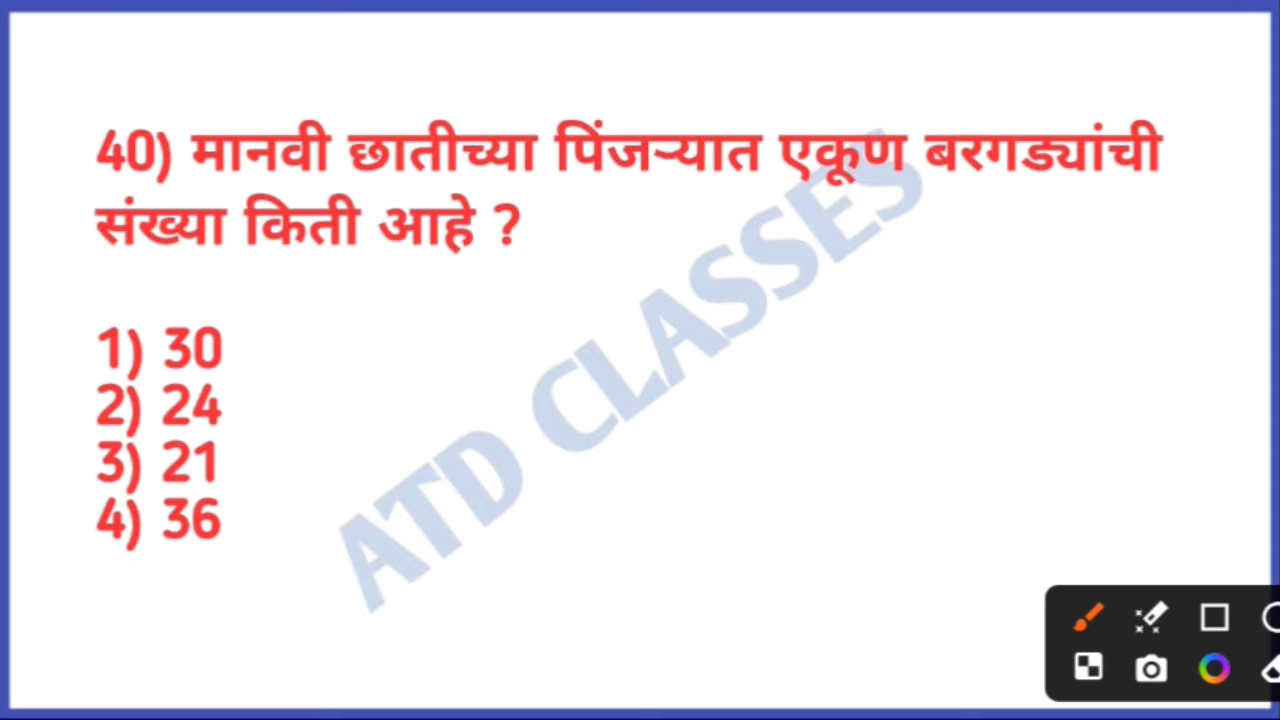 40) मानवी छातीच्या पिंजऱ्यात एकूण बरगड्यांची
संख्या किती आहे ?
1) 30
2) 24
3) 21
4) 36
ATD CLASSES